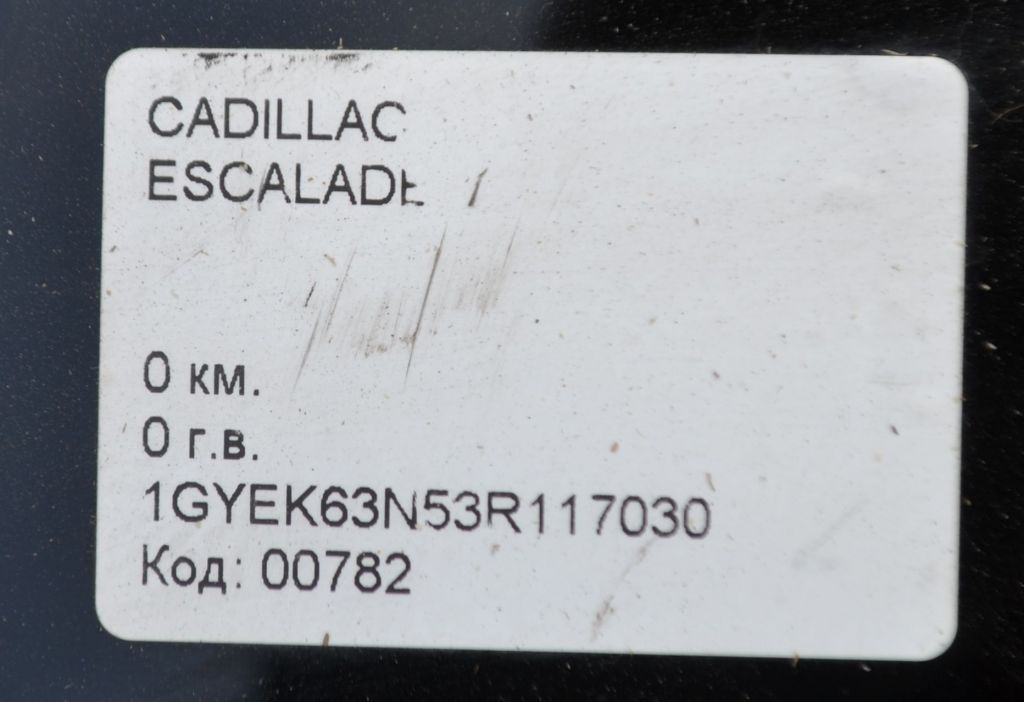 CADILLAC
ESCALADE
0 км.
0 г.в.
1GYEK63N53R117030
Код: 00782